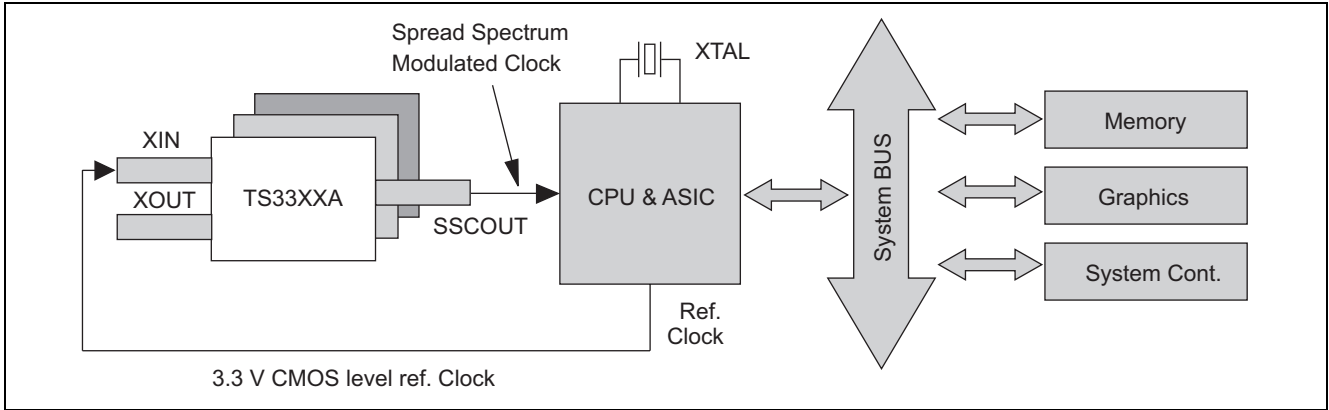 Spread Spectrum
Modulated Clock
XTAL
XIN
XOUT
TS33XXA
SSCOUT
CPU & ASIC
System BUS
Memory
Graphics
System Cont.
Ref.
Clock
3.3 V CMOS level ref. Clock